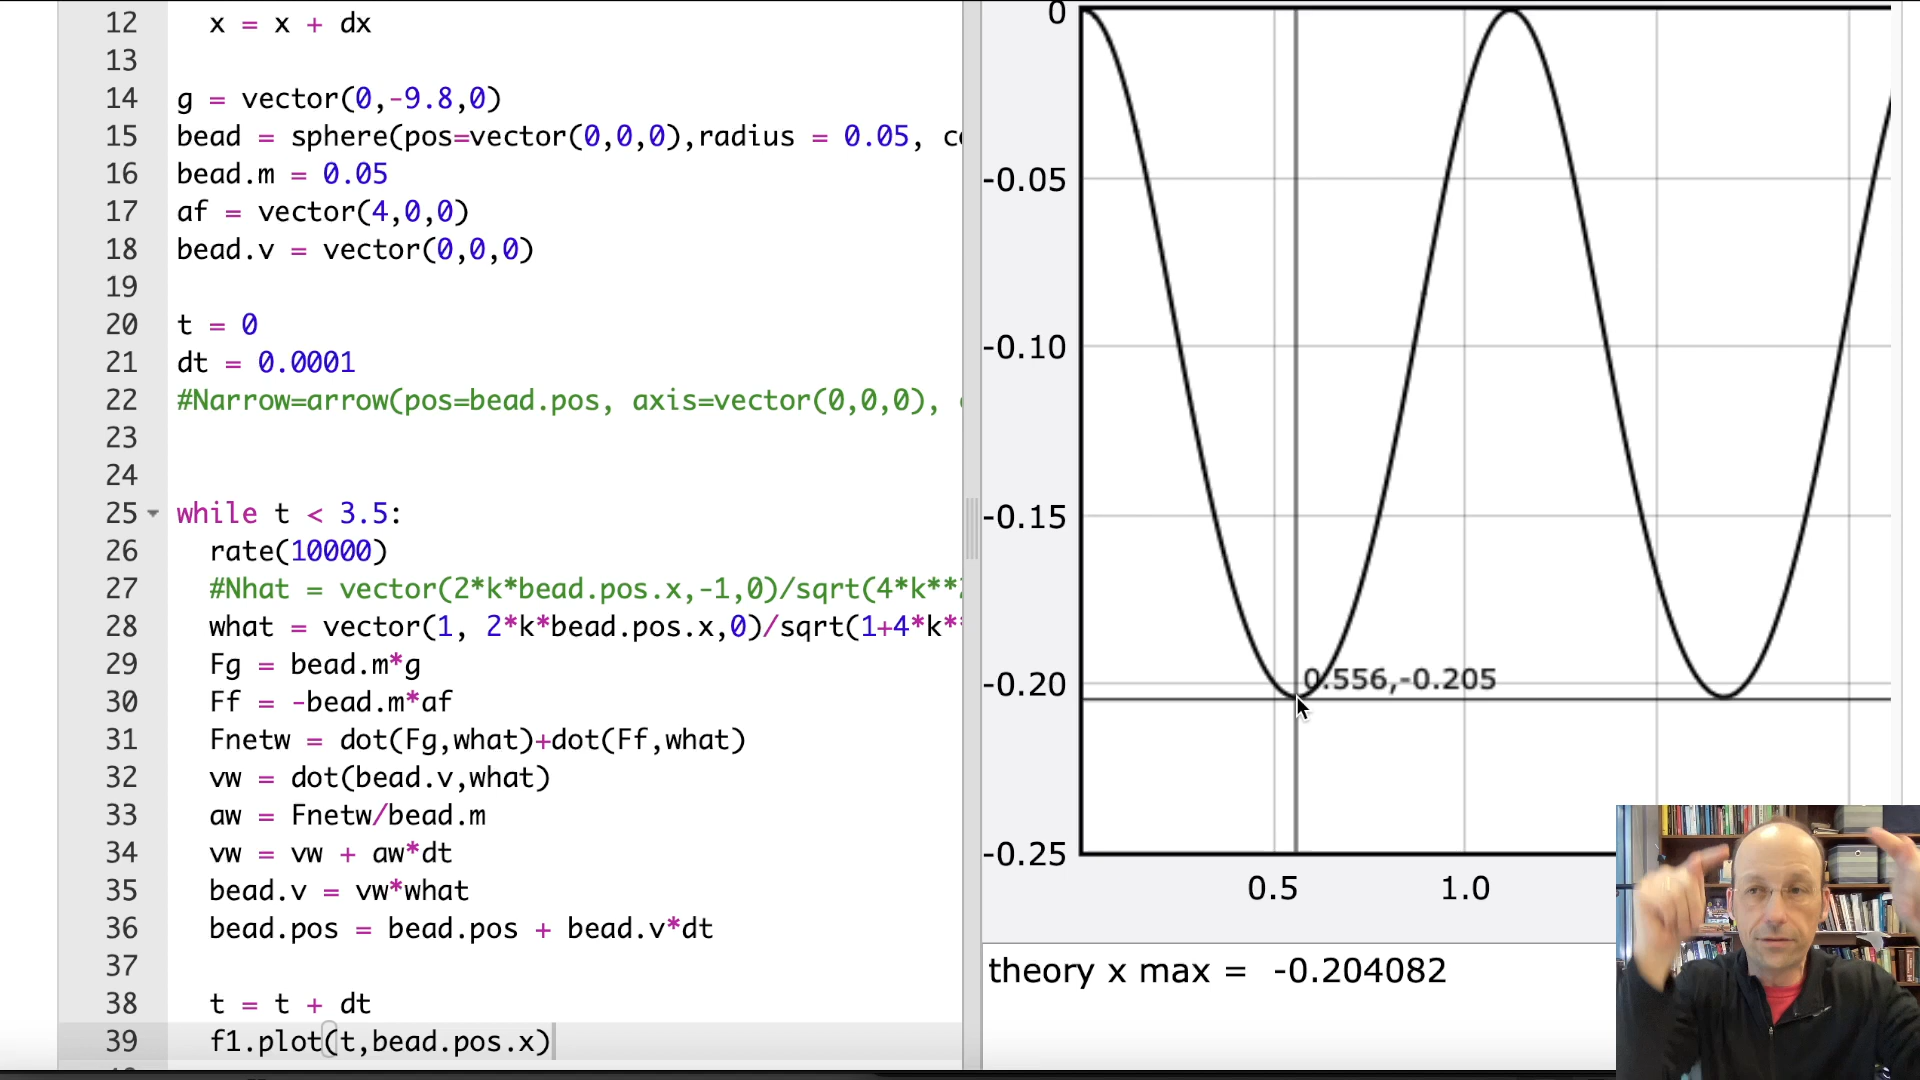 12 x = x + dx
13
14 g = vector(0,-9.8,0)
15 bead = sphere(pos=vector(0,0,0),radius = 0.05, c
16 bead.m = 0.05
17 af = vector(4,0,0)
18 bead.v = vector(0,0,0)
19
20 t = 0
21 dt = 0.0001
22 #Narrow=arrow(pos=bead.pos, axis=vector(0,0,0),
23
24
25 while t < 3.5:
26 rate(10000)
27 #Nhat = vector(2*k*bead.pos.x,-1,0)/sqrt(4*k**
28 what = vector(1, 2*k*bead.pos.x,0)/sqrt(1+4*k*
29 Fg = bead.m*g
30 Ff = -bead.m*af
31 Fnetw = dot(Fg,what)+dot(Ff,what)
32 vw = dot(bead.v,what)
33 aw = Fnetw/bead.m
34 vw = vw + aw*dt
35 bead.v = vw*what
36 bead.pos = bead.pos + bead.v*dt
37
38 t = t + dt
39 f1.plot(t,bead.pos.x)
0
-0.05
-0.10
-0.15
-0.20
-0.25
0.556,-0.205
0.5 1.0
theory x max = -0.204082